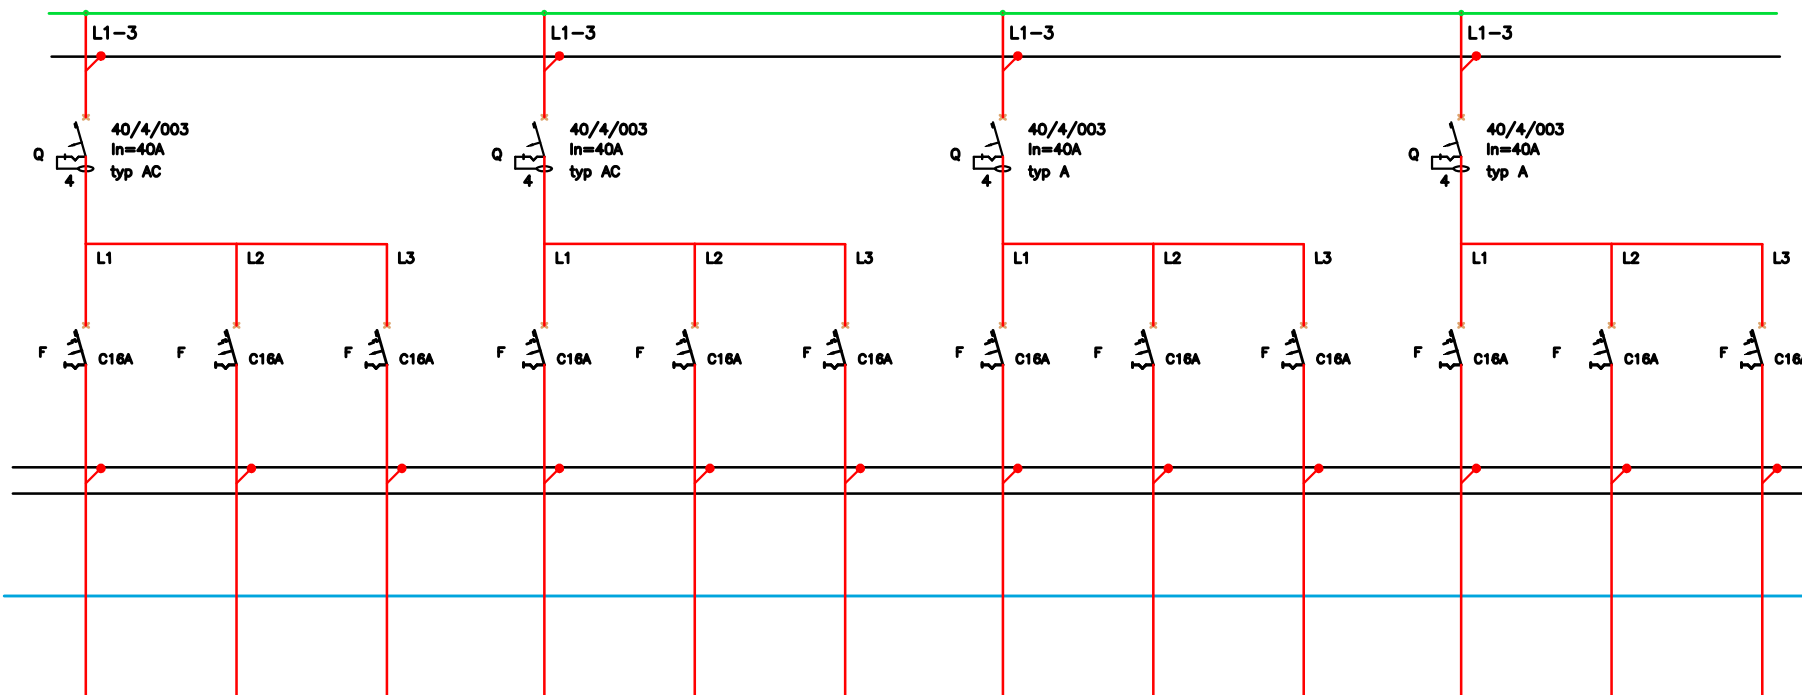 L1-3 L1-3 L1-3 L1-3
40/4/003 40/4/003 40/4/003 40/4/003
Q In=40A Q In=40A Q In=40A Q In=40A
4 typ AC 4 typ AC 4 typ A 4 typ A
L1 L2 L3 L1 L2 L3 L1 L2 L3 L1 L2 L3
F C16A F C16A F C16A F C16A F C16A F C16A F C16A F C16A F C16A F C16A F C16A F C16A